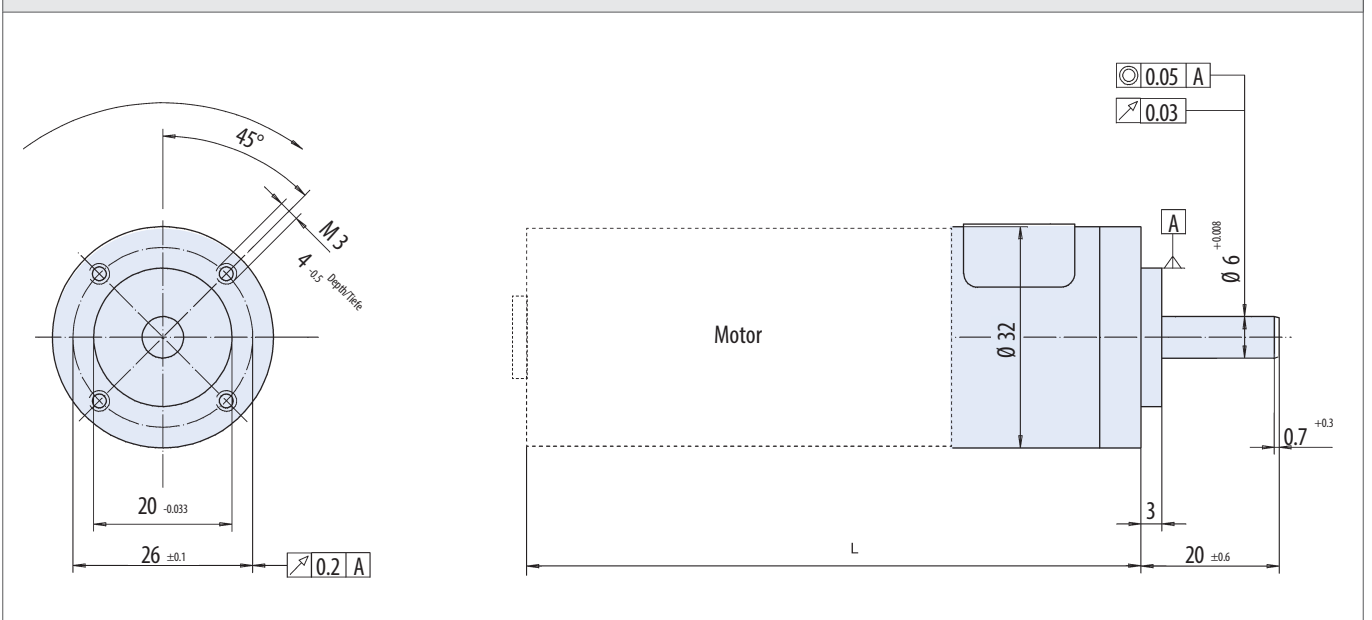 0.05 A
0.03
45°
M 3
4 -0.5 Depth/Tiefe
A
Ø 6 +0.008
Motor
Ø 32
0.7 +0.3
20 -0.033
3
L
26 ±0.1
20 ±0.6
0.2 A